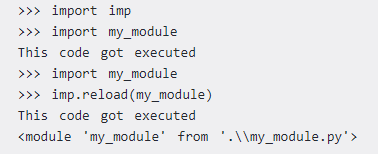 >>> import imp
>>> import my_module
This code got executed
>>> import my_module
>>> imp.reload(my_module)
This code got executed
<module 'my_module' from '.\\my_module.py'>